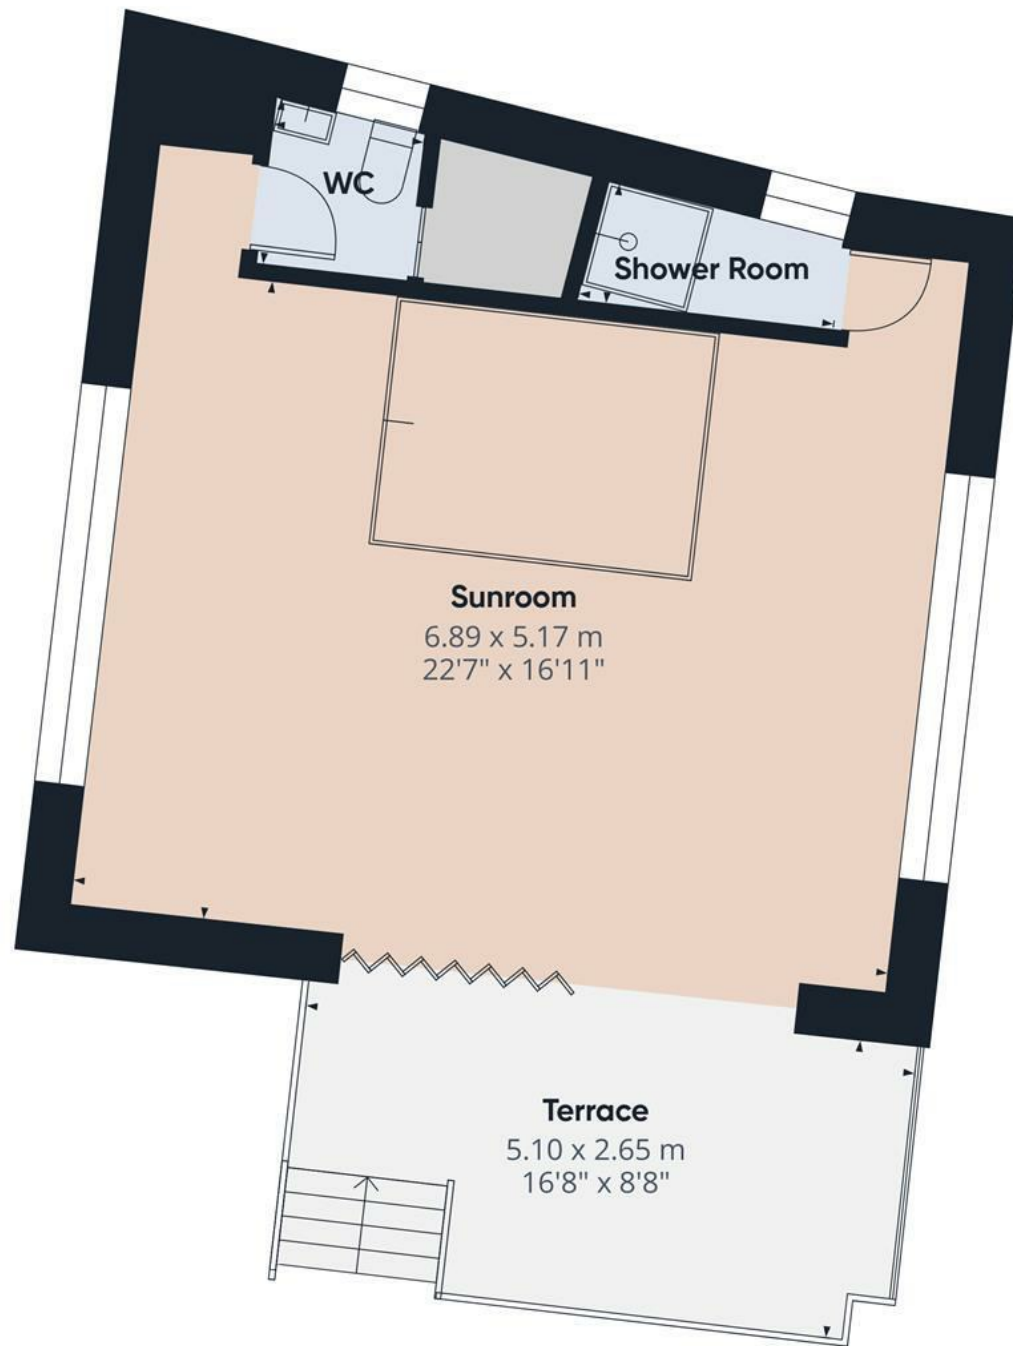 WC
Shower Room
Sunroom
6.89 x 5.17 m
22'7" x 16'11"
Terrace
5.10 x 2.65 m
16'8" x 8'8"